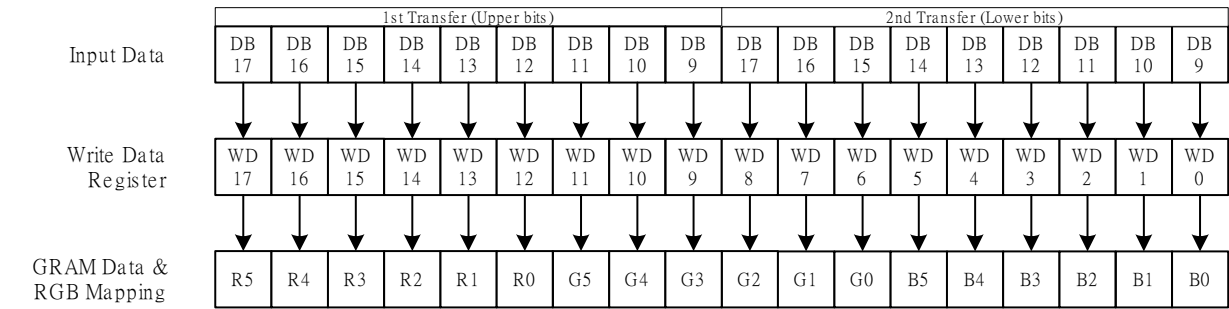 1st Transfer (Upper bits) 2nd Transfer (Lower bits)
Input Data DB 17 DB 16 DB 15 DB 14 DB 13 DB 12 DB 11 DB 10 DB 9 DB 17 DB 16 DB 15 DB 14 DB 13 DB 12 DB 11 DB 10 DB 9
Write Data Register WD 17 WD 16 WD 15 WD 14 WD 13 WD 12 WD 11 WD 10 WD 9 WD 8 WD 7 WD 6 WD 5 WD 4 WD 3 WD 2 WD 1 WD 0
GRAM Data & RGB Mapping R5 R4 R3 R2 R1 R0 G5 G4 G3 G2 G1 G0 B5 B4 B3 B2 B1 B0